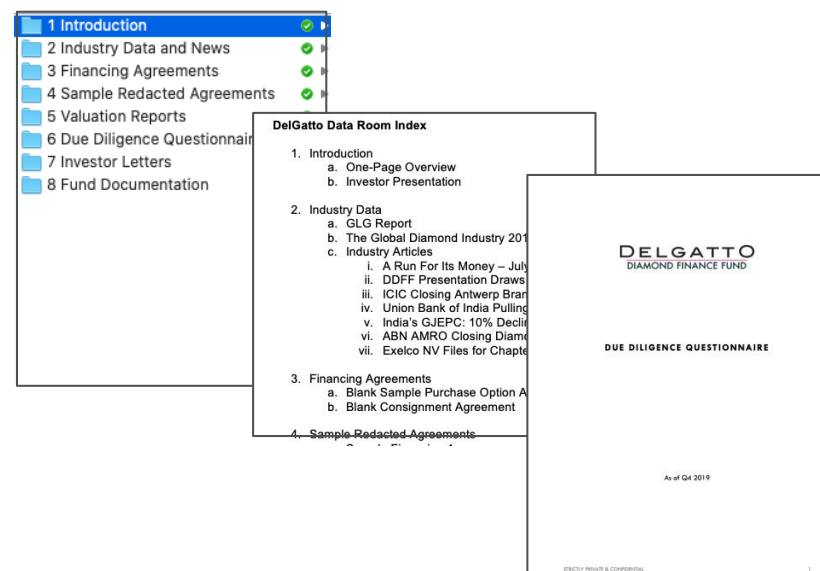 1 Introduction
2 Industry Data and News
3 Financing Agreements
4 Sample Redacted Agreements
5 Valuation Reports
6 Due Diligence Questionnair
7 Investor Letters
8 Fund Documentation
DelGatto Data Room Index
1. Introduction
a. One-Page Overview
b. Investor Presentation
2. Industry Data
a. GLG Report
b. The Global Diamond Industry 201
c. Industry Articles
i. A Run For Its Money – July
ii. DDFF Presentation Draws
iii. ICIC Closing Antwerp Bran
iv. Union Bank of India Pulling
v. India's GJEPC: 10% Declin
vi. ABN AMRO Closing Diamo
vii. Exelco NV Files for Chapte
3. Financing Agreements
a. Blank Sample Purchase Option A
b. Blank Consignment Agreement
4. Sample Redacted Agreements
DELGATTO
DIAMOND FINANCE FUND
DUE DILIGENCE QUESTIONNAIRE
As of Q4 2019
STRICTLY PRIVATE & CONFIDENTIAL
1